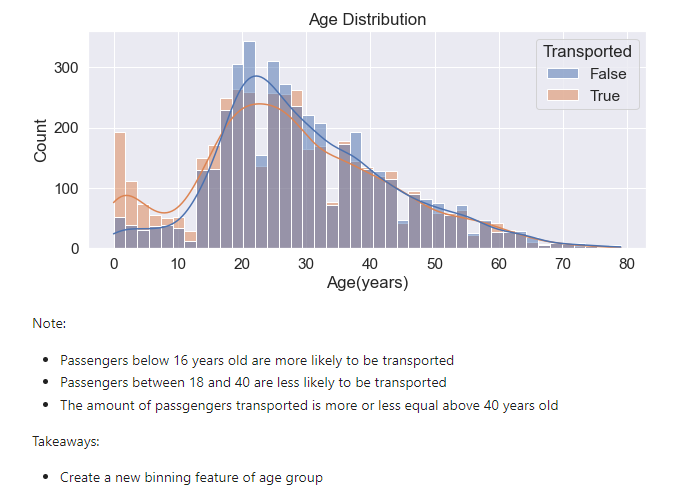 Age Distribution
Transported
False
True
300
200
100
0
Count
0 10 20 30 40 50 60 70 80
Age(years)
Note:
• Passengers below 16 years old are more likely to be transported
• Passengers between 18 and 40 are less likely to be transported
• The amount of passgengers transported is more or less equal above 40 years old
Takeaways:
• Create a new binning feature of age group